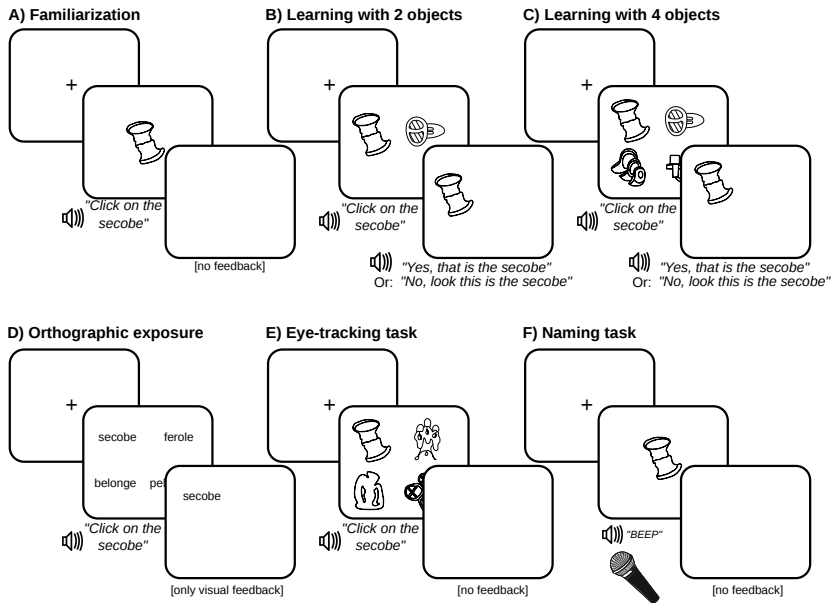 A) Familiarization
+
"Click on the
secobe"
[no feedback]
B) Learning with 2 objects
+
"Click on the
secobe"
"Yes, that is the secobe"
Or: "No, look this is the secobe"
C) Learning with 4 objects
+
"Click on the
secobe"
"Yes, that is the secobe"
Or: "No, look this is the secobe"
D) Orthographic exposure
+
secobe ferole
belonge
secobe
"Click on the
secobe"
[only visual feedback]
E) Eye-tracking task
+
"Click on the
secobe"
[no feedback]
F) Naming task
+
"BEEP"
[no feedback]